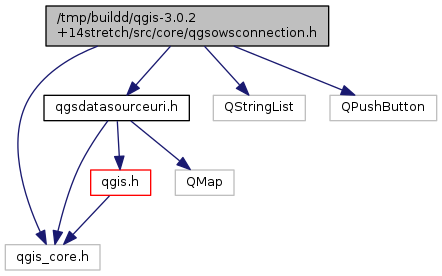 /tmp/buildd/qgis-3.0.2
+14stretch/src/core/qgsowsconnection.h
qgsdatasourceuri.h
QStringList
QPushButton
qgis.h
QMap
qgis_core.h